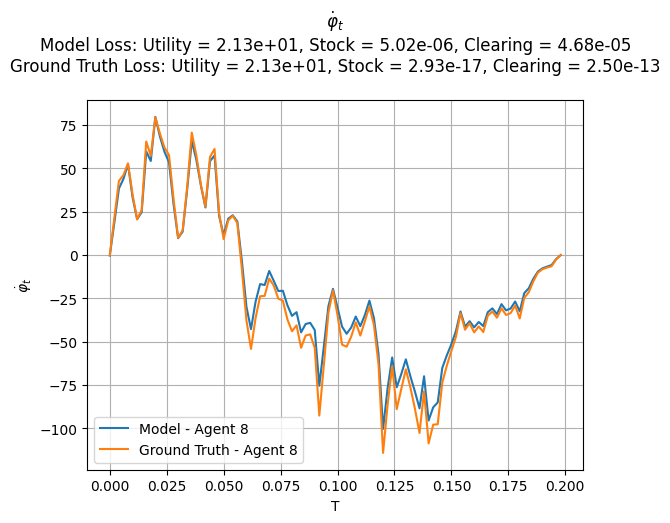 φ̇ₜ
Model Loss: Utility = 2.13e+01, Stock = 5.02e-06, Clearing = 4.68e-05
Ground Truth Loss: Utility = 2.13e+01, Stock = 2.93e-17, Clearing = 2.50e-13
75
50
25
0
−25
−50
−75
−100
φ̇ₜ
Model - Agent 8
Ground Truth - Agent 8
0.000 0.025 0.050 0.075 0.100 0.125 0.150 0.175 0.200
T